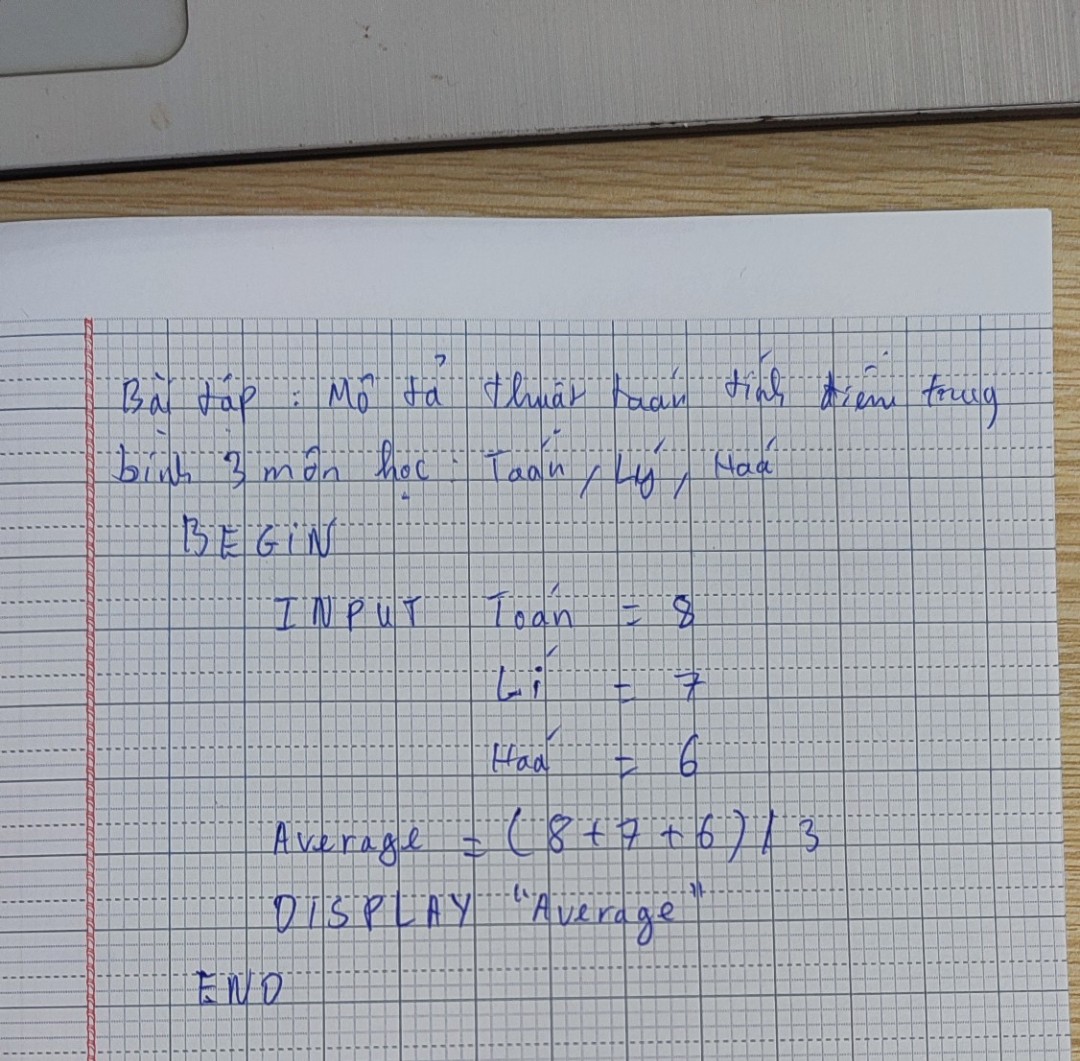 Bài tập : Mô tả thuật toán tính điểm trung
bình 3 môn học : Toán, Lý, Hoá
BEGIN
INPUT Toán = 8
Lí = 7
Hoá = 6
Average = (8+7+6)/3
DISPLAY "Average"
END